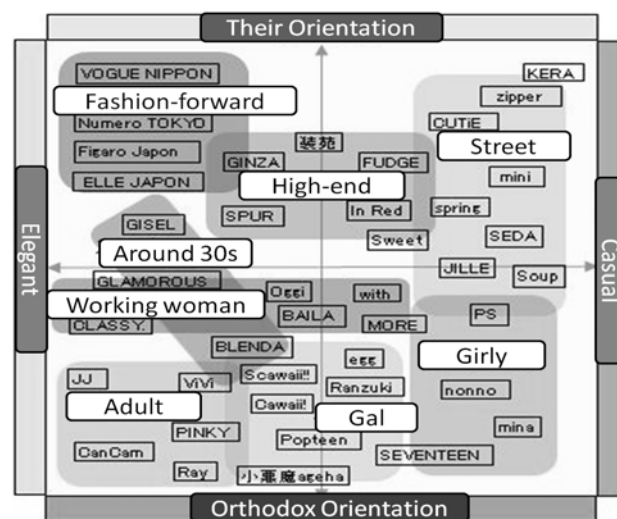 Their Orientation
KERA
VOGUE NIPPON
zipper
Fashion-forward
CUTiE
Numero TOKYO
装苑
Street
Figaro Japon
GINZA
FUDGE
mini
ELLE JAPON
High-end
SPUR
In Red
spring
GISEL
Sweet
SEDA
Elegant
Casual
Around 30s
JILLE
Soup
GLAMOROUS
Oggi
with
Working woman
BAILA
PS
CLASSY.
MORE
BLENDA
egg
Girly
JJ
ViVi
Scawaii!!
Ranzuki
nonno
Adult
Cawaii!
Gal
PINKY
Popteen
mina
CanCam
SEVENTEEN
Ray
小悪魔ageha
Orthodox Orientation